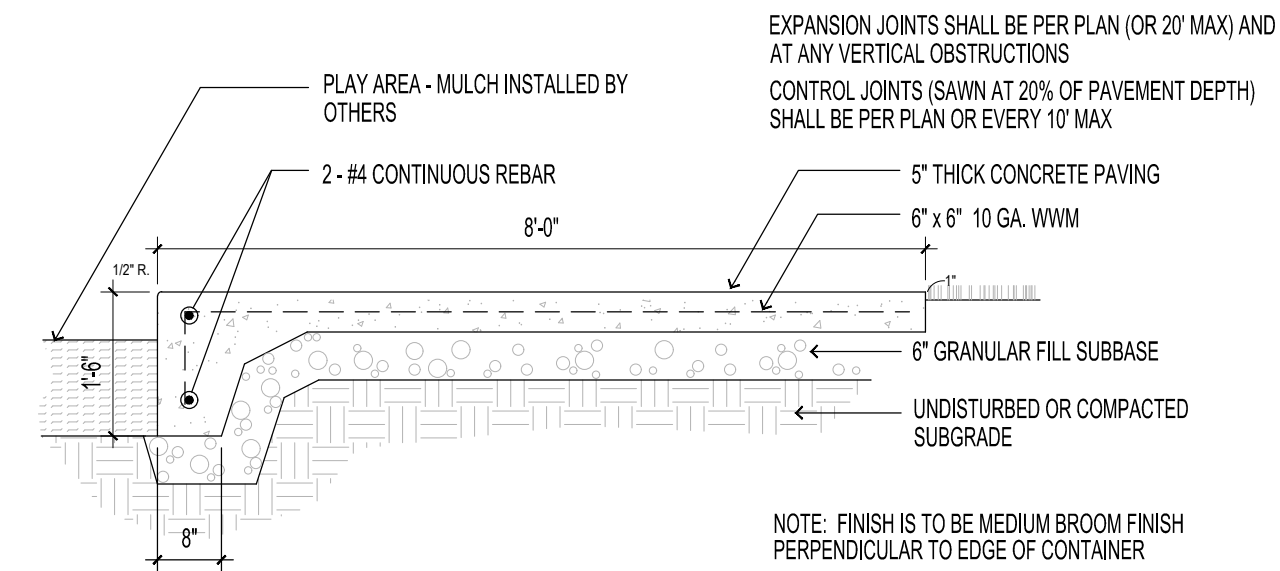 EXPANSION JOINTS SHALL BE PER PLAN (OR 20' MAX) AND
AT ANY VERTICAL OBSTRUCTIONS
CONTROL JOINTS (SAWN AT 20% OF PAVEMENT DEPTH)
SHALL BE PER PLAN OR EVERY 10' MAX
PLAY AREA - MULCH INSTALLED BY
OTHERS
2 - #4 CONTINUOUS REBAR
5" THICK CONCRETE PAVING
6" x 6" 10 GA. WWM
8'-0"
1/2" R.
1"
1'-6"
6" GRANULAR FILL SUBBASE
UNDISTURBED OR COMPACTED
SUBGRADE
8"
NOTE: FINISH IS TO BE MEDIUM BROOM FINISH
PERPENDICULAR TO EDGE OF CONTAINER